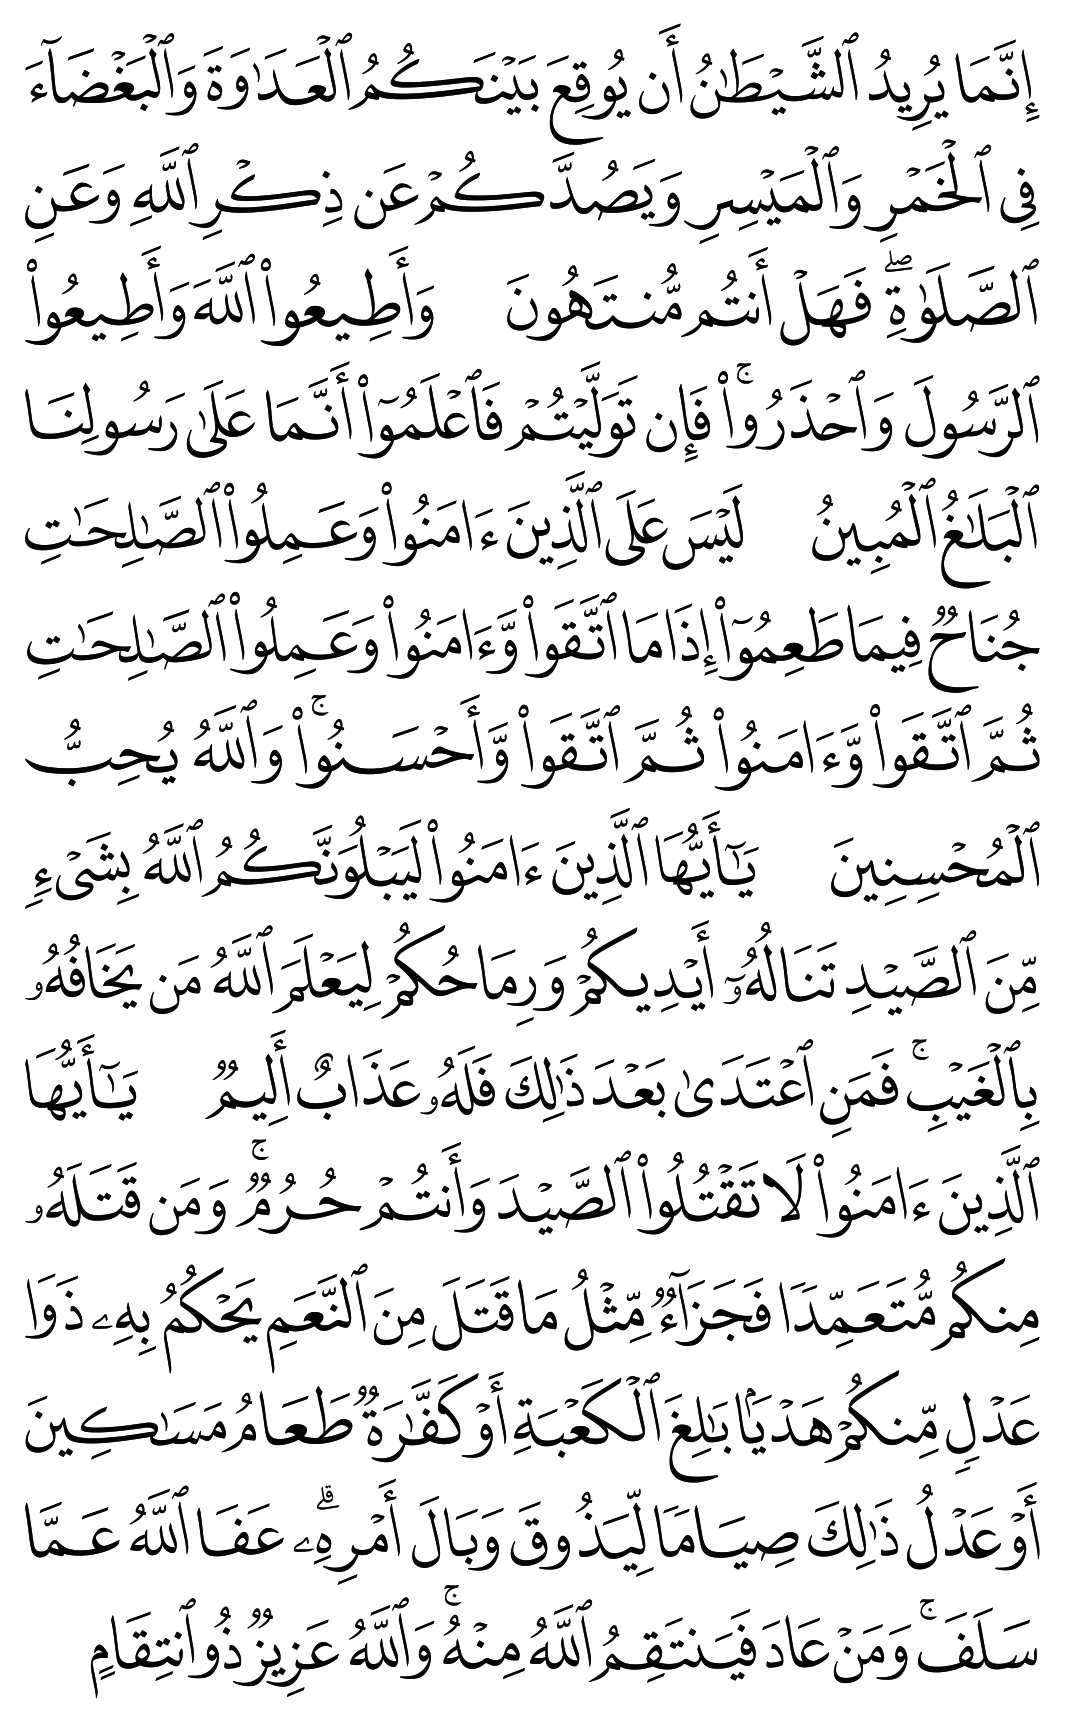 إِنَّمَا يُرِيدُ ٱلشَّيْطَٰنُ أَن يُوقِعَ بَيْنَكُمُ ٱلْعَدَٰوَةَ وَٱلْبَغْضَآءَ
فِى ٱلْخَمْرِ وَٱلْمَيْسِرِ وَيَصُدَّكُمْ عَن ذِكْرِ ٱللَّهِ وَعَنِ
ٱلصَّلَوٰةِ ۖ فَهَلْ أَنتُم مُّنتَهُونَ وَأَطِيعُوا۟ ٱللَّهَ وَأَطِيعُوا۟
ٱلرَّسُولَ وَٱحْذَرُوا۟ ۚ فَإِن تَوَلَّيْتُمْ فَٱعْلَمُوٓا۟ أَنَّمَا عَلَىٰ رَسُولِنَا
ٱلْبَلَٰغُ ٱلْمُبِينُ لَيْسَ عَلَى ٱلَّذِينَ ءَامَنُوا۟ وَعَمِلُوا۟ ٱلصَّٰلِحَٰتِ
جُنَاحٌ فِيمَا طَعِمُوٓا۟ إِذَا مَا ٱتَّقَوا۟ وَّءَامَنُوا۟ وَعَمِلُوا۟ ٱلصَّٰلِحَٰتِ
ثُمَّ ٱتَّقَوا۟ وَّءَامَنُوا۟ ثُمَّ ٱتَّقَوا۟ وَّأَحْسَنُوا۟ ۚ وَٱللَّهُ يُحِبُّ
ٱلْمُحْسِنِينَ يَٰٓأَيُّهَا ٱلَّذِينَ ءَامَنُوا۟ لَيَبْلُوَنَّكُمُ ٱللَّهُ بِشَىْءٍ
مِّنَ ٱلصَّيْدِ تَنَالُهُۥٓ أَيْدِيكُمْ وَرِمَاحُكُمْ لِيَعْلَمَ ٱللَّهُ مَن يَخَافُهُۥ
بِٱلْغَيْبِ ۚ فَمَنِ ٱعْتَدَىٰ بَعْدَ ذَٰلِكَ فَلَهُۥ عَذَابٌ أَلِيمٌ يَٰٓأَيُّهَا
ٱلَّذِينَ ءَامَنُوا۟ لَا تَقْتُلُوا۟ ٱلصَّيْدَ وَأَنتُمْ حُرُمٌ ۚ وَمَن قَتَلَهُۥ
مِنكُم مُّتَعَمِّدًا فَجَزَآءٌ مِّثْلُ مَا قَتَلَ مِنَ ٱلنَّعَمِ يَحْكُمُ بِهِۦ ذَوَا
عَدْلٍ مِّنكُمْ هَدْيًۢا بَٰلِغَ ٱلْكَعْبَةِ أَوْ كَفَّٰرَةٌ طَعَامُ مَسَٰكِينَ
أَوْ عَدْلُ ذَٰلِكَ صِيَامًا لِّيَذُوقَ وَبَالَ أَمْرِهِۦ ۗ عَفَا ٱللَّهُ عَمَّا
سَلَفَ ۚ وَمَنْ عَادَ فَيَنتَقِمُ ٱللَّهُ مِنْهُ ۚ وَٱللَّهُ عَزِيزٌ ذُو ٱنتِقَامٍ